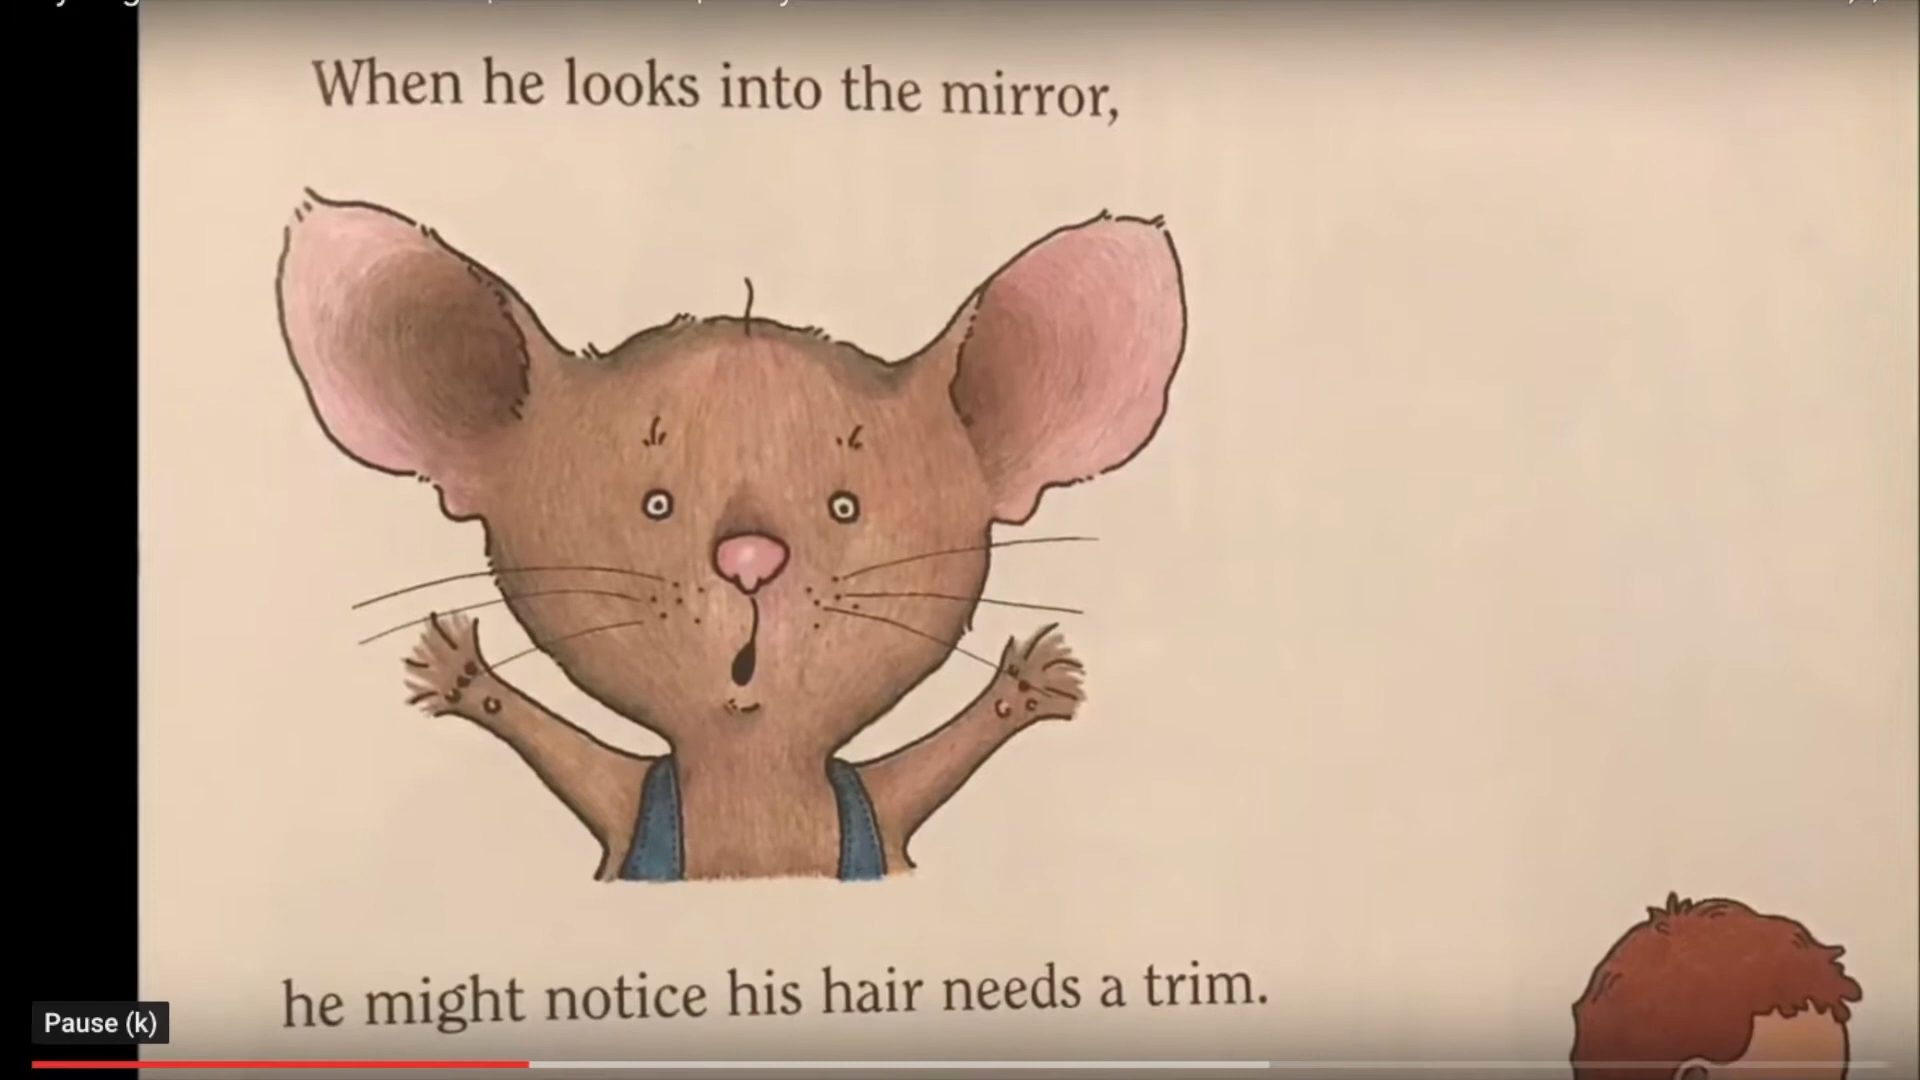 When he looks into the mirror,
he might notice his hair needs a trim.
Pause (k)